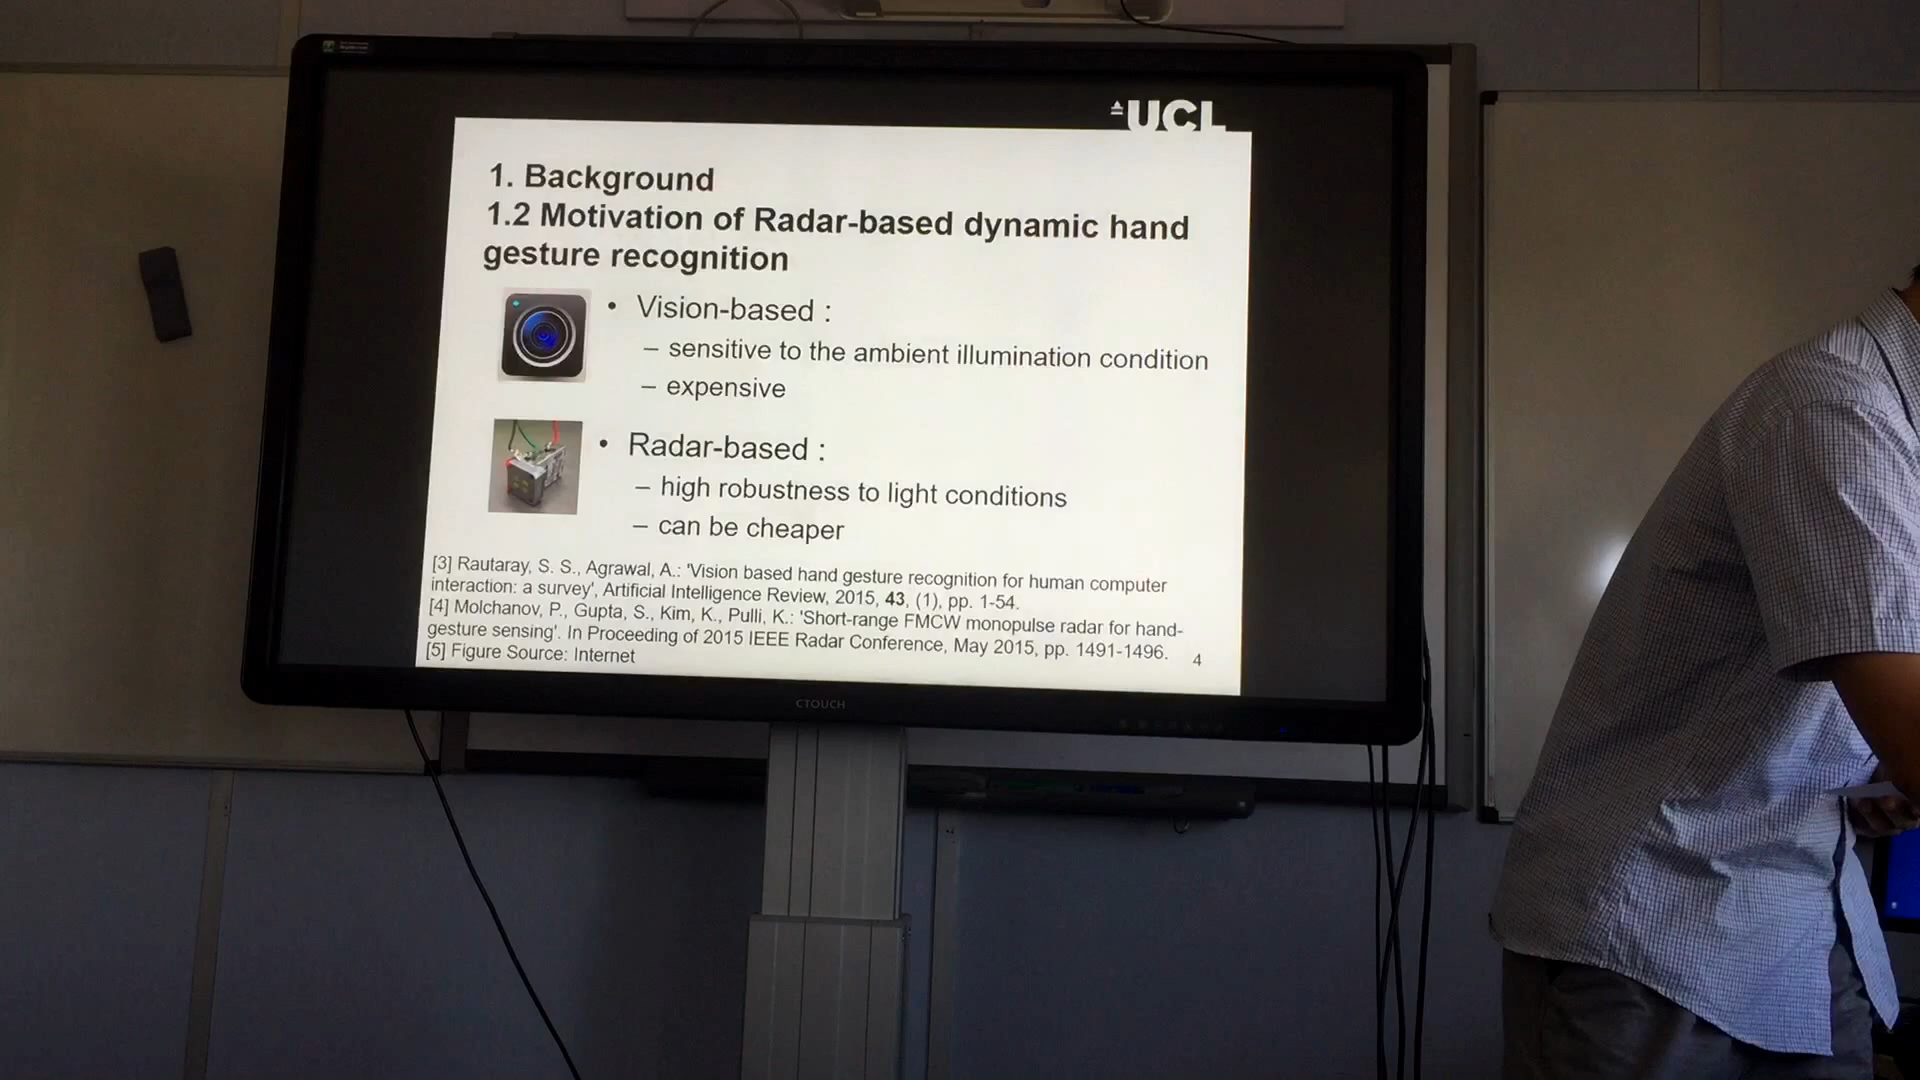 UCL
1. Background
1.2 Motivation of Radar-based dynamic hand
gesture recognition
• Vision-based :
– sensitive to the ambient illumination condition
– expensive
• Radar-based :
– high robustness to light conditions
– can be cheaper
[3] Rautaray, S. S., Agrawal, A.: 'Vision based hand gesture recognition for human computer
interaction: a survey', Artificial Intelligence Review, 2015, 43, (1), pp. 1-54.
[4] Molchanov, P., Gupta, S., Kim, K., Pulli, K.: 'Short-range FMCW monopulse radar for hand-
gesture sensing'. In Proceeding of 2015 IEEE Radar Conference, May 2015, pp. 1491-1496.
[5] Figure Source: Internet
4
CTOUCH